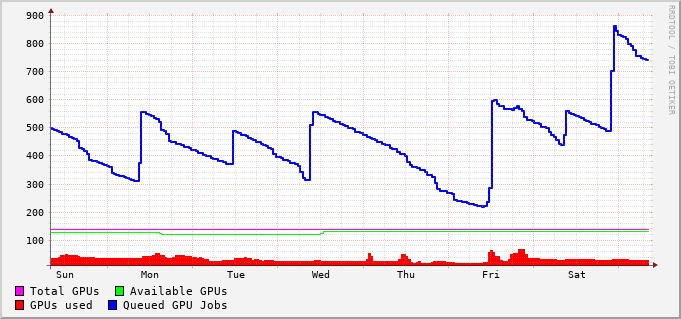 RRDTOOL / TOBI OETIKER
900
800
700
600
500
400
300
200
100
Sun Mon Tue Wed Thu Fri Sat
Total GPUs Available GPUs
GPUs used Queued GPU Jobs